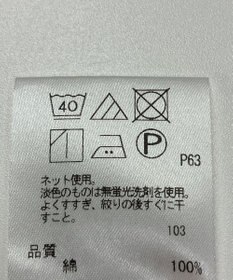 40
P P63
ネット使用。
淡色のものは無蛍光洗剤を使用。
よくすすぎ、絞りの後すぐに干
すこと。
103
品質
綿 100%